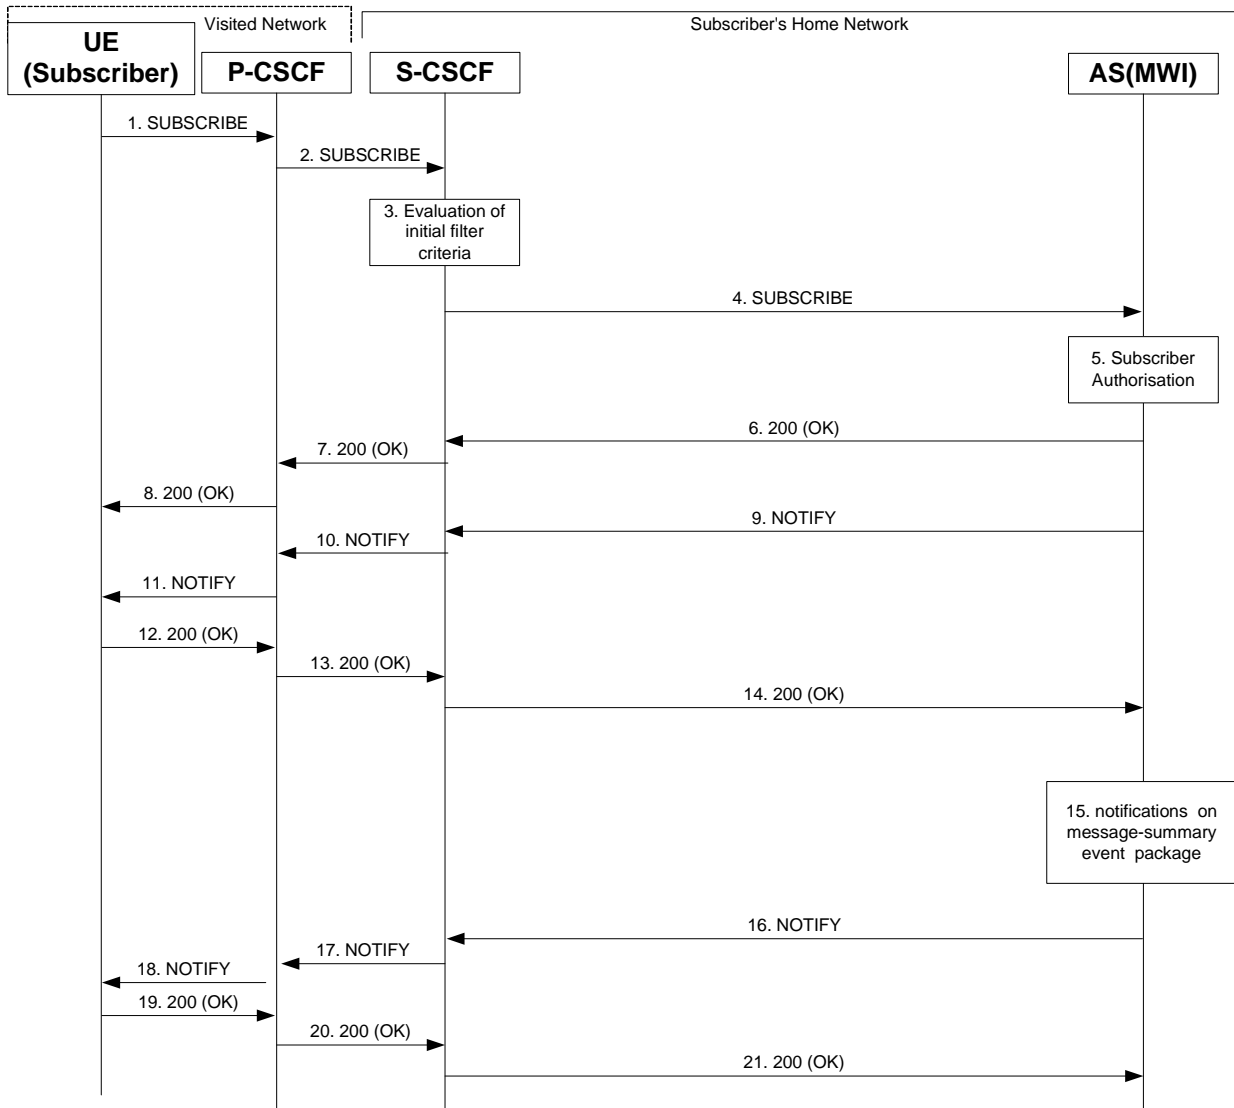 Visited Network
Subscriber's Home Network
UE
(Subscriber)
P-CSCF
S-CSCF
AS(MWI)
1. SUBSCRIBE
2. SUBSCRIBE
3. Evaluation of
initial filter
criteria
4. SUBSCRIBE
5. Subscriber
Authorisation
6. 200 (OK)
7. 200 (OK)
8. 200 (OK)
9. NOTIFY
10. NOTIFY
11. NOTIFY
12. 200 (OK)
13. 200 (OK)
14. 200 (OK)
15. notifications on
message-summary
event package
16. NOTIFY
17. NOTIFY
18. NOTIFY
19. 200 (OK)
20. 200 (OK)
21. 200 (OK)